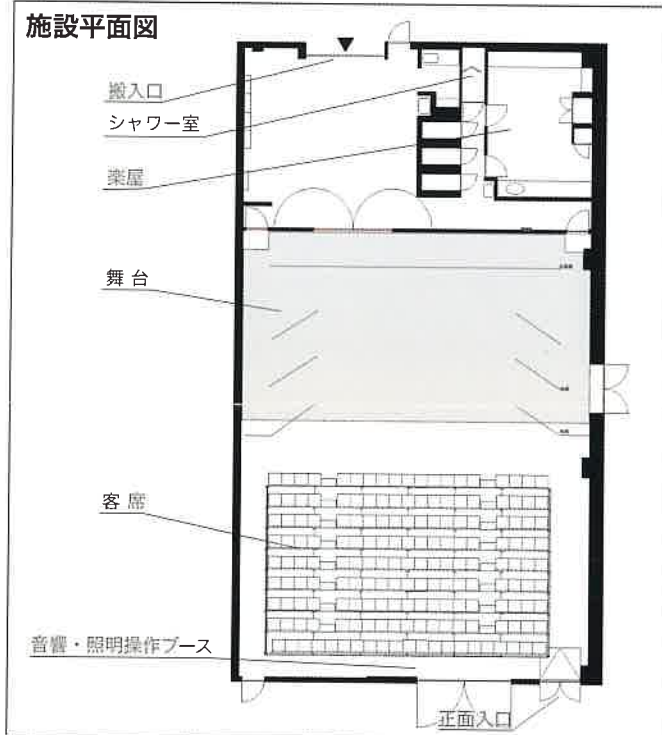 施設平面図
搬入口
シャワー室
楽屋
舞台
客席
音響・照明操作ブース
正面入口